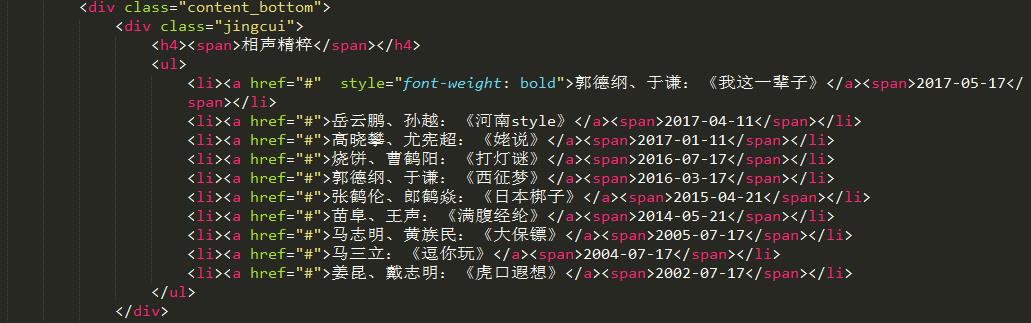 <div class="content_bottom">
<div class="jingcui">
<h4><span>相声精粹</span></h4>
<ul>
<li><a href="#"  style="font-weight: bold">郭德纲、于谦：《我这一辈子》</a><span>2017-05-17</
span></li>
<li><a href="#">岳云鹏、孙越：《河南style》</a><span>2017-04-11</span></li>
<li><a href="#">高晓攀、尤宪超：《姥说》</a><span>2017-01-11</span></li>
<li><a href="#">烧饼、曹鹤阳：《打灯谜》</a><span>2016-07-17</span></li>
<li><a href="#">郭德纲、于谦：《西征梦》</a><span>2016-03-17</span></li>
<li><a href="#">张鹤伦、郎鹤焱：《日本梆子》</a><span>2015-04-21</span></li>
<li><a href="#">苗阜、王声：《满腹经纶》</a><span>2014-05-21</span></li>
<li><a href="#">马志明、黄族民：《大保镖》</a><span>2005-07-17</span></li>
<li><a href="#">马三立：《逗你玩》</a><span>2004-07-17</span></li>
<li><a href="#">姜昆、戴志明：《虎口遐想》</a><span>2002-07-17</span></li>
</ul>
</div>